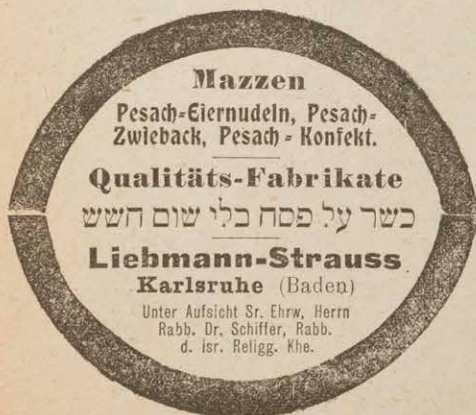 Mazzen
Pesach-Eiernudeln, Pesach-
Zwieback, Pesach - Konfekt.
Qualitäts-Fabrikate
כשר על פסח בלי שום חשש
Liebmann-Strauss
Karlsruhe (Baden)
Unter Aufsicht Sr. Ehrw, Herrn
Rabb. Dr. Schiffer, Rabb.
d. isr. Religg. Khe.